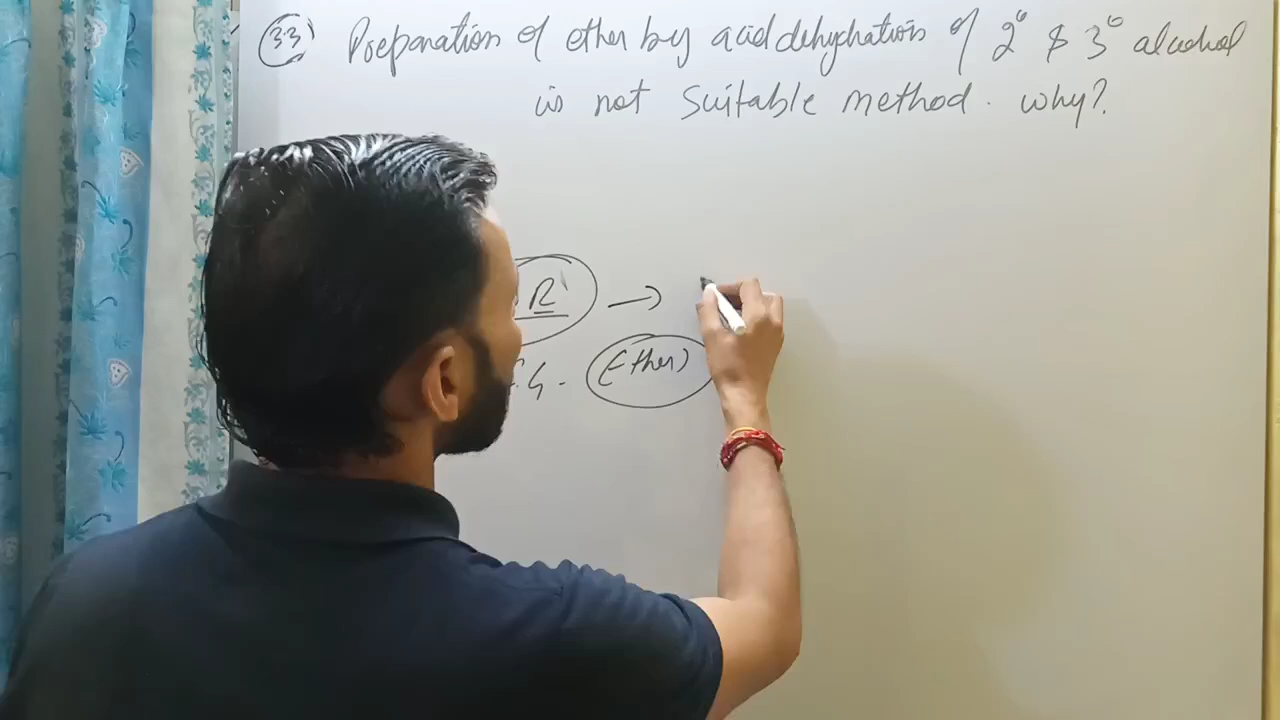 (33) Preparation of ether by acid dehydration of 2° & 3° alcohol
is not suitable method. why?
R' →
F.G. - (Ether)